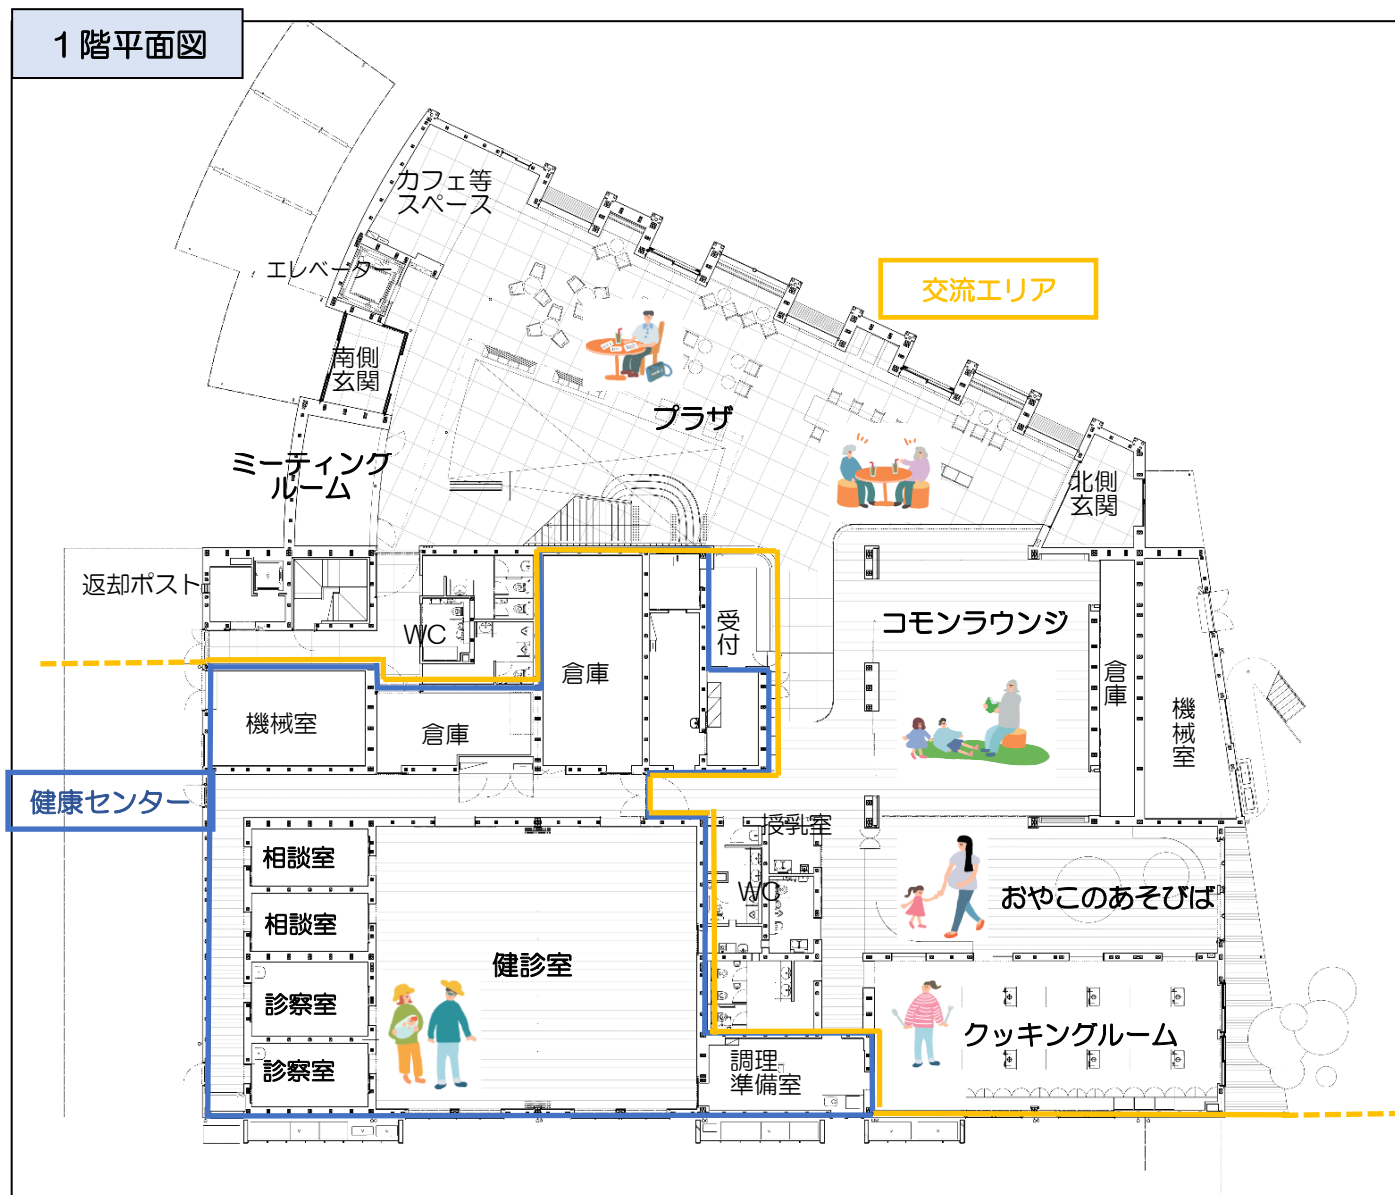 1階平面図
カフェ等
スペース
エレベーター
交流エリア
南側
玄関
プラザ
ミーティング
ルーム
北側
玄関
返却ポスト
WC
受
付
コモンラウンジ
倉庫
倉
庫
機械室
倉庫
機
械
室
健康センター
授乳室
相談室
WC
おやこのあそびば
相談室
健診室
診察室
クッキングルーム
診察室
調理
準備室